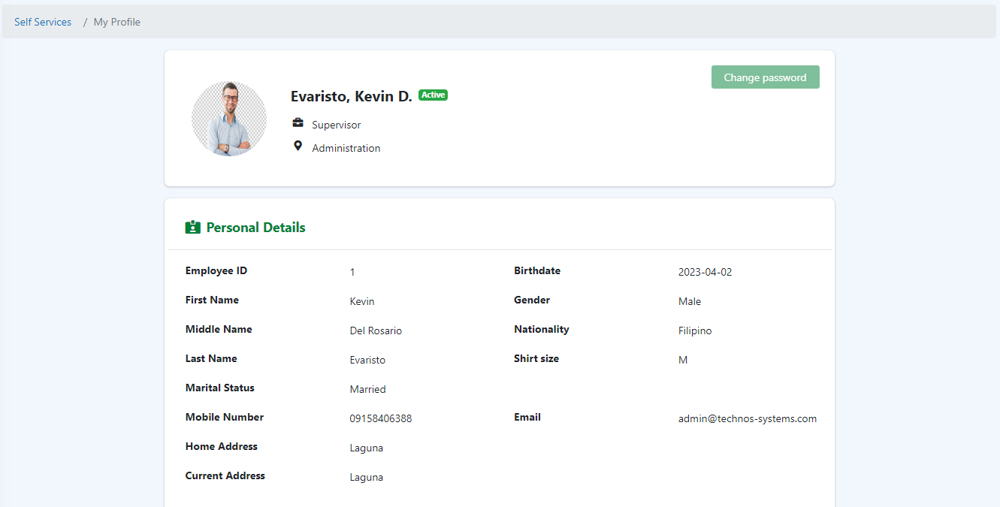 Self Services / My Profile
Change password
Evaristo, Kevin D. Active
Supervisor
Administration
Personal Details
Employee ID 1 Birthdate 2023-04-02
First Name Kevin Gender Male
Middle Name Del Rosario Nationality Filipino
Last Name Evaristo Shirt size M
Marital Status Married
Mobile Number 09158406388 Email admin@technos-systems.com
Home Address Laguna
Current Address Laguna